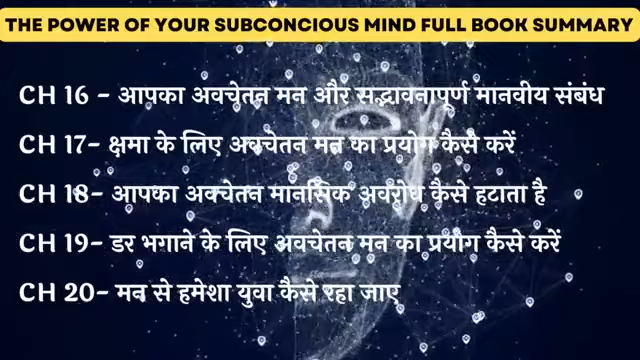 THE POWER OF YOUR SUBCONCIOUS MIND FULL BOOK SUMMARY
CH 16 - आपका अवचेतन मन और सद्भावनापूर्ण मानवीय संबंध
CH 17- क्षमा के लिए अवचेतन मन का प्रयोग कैसे करें
CH 18- आपका अवचेतन मानसिक अवरोध कैसे हटाता है
CH 19- डर भगाने के लिए अवचेतन मन का प्रयोग कैसे करें
CH 20- मन से हमेशा युवा कैसे रहा जाए